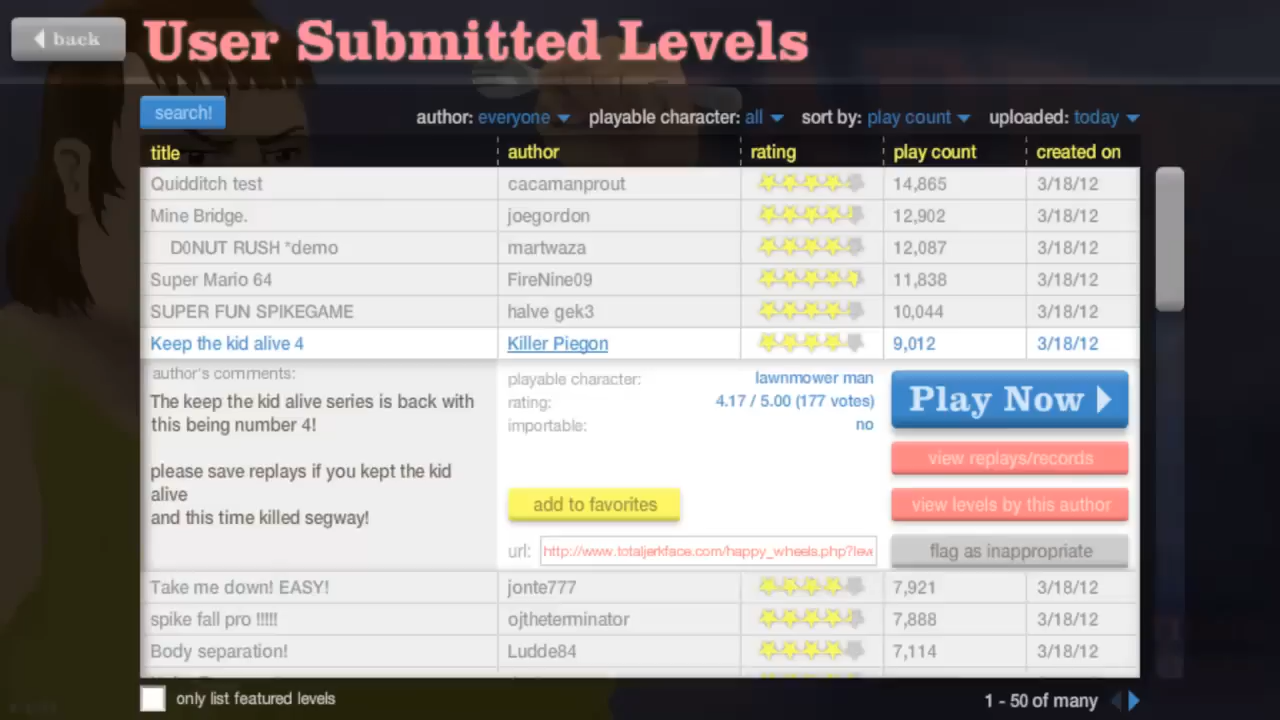 back
User Submitted Levels
search!
author: everyone playable character: all sort by: play count uploaded: today
title author rating play count created on
Quidditch test cacamanprout 14,865 3/18/12
Mine Bridge. joegordon 12,902 3/18/12
D0NUT RUSH *demo martwaza 12,087 3/18/12
Super Mario 64 FireNine09 11,838 3/18/12
SUPER FUN SPIKEGAME halve gek3 10,044 3/18/12
Keep the kid alive 4 Killer Piegon 9,012 3/18/12
author's comments:
The keep the kid alive series is back with
this being number 4!
please save replays if you kept the kid
alive
and this time killed segway!
playable character: lawnmower man
rating: 4.17 / 5.00 (177 votes)
importable: no
add to favorites
url: http://www.totaljerkface.com/happy_wheels.php?lev
Play Now
view replays/records
view levels by this author
flag as inappropriate
Take me down! EASY! jonte777 7,921 3/18/12
spike fall pro !!!!! ojtheterminator 7,888 3/18/12
Body separation! Ludde84 7,114 3/18/12
only list featured levels
1 - 50 of many